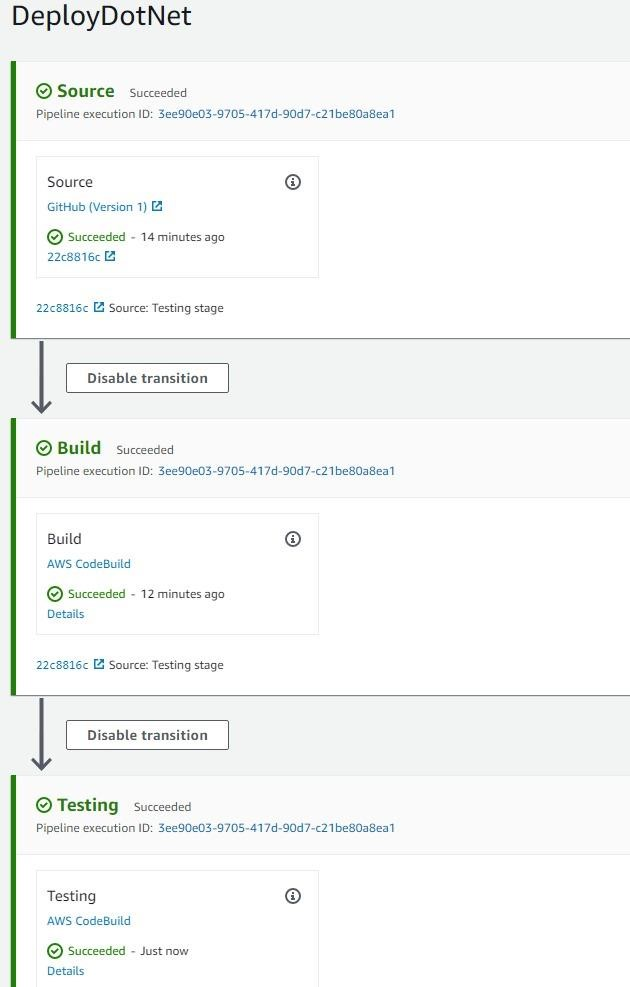 DeployDotNet
Source Succeeded
Pipeline execution ID: 3ee90e03-9705-417d-90d7-c21be80a8ea1
Source
GitHub (Version 1)
Succeeded - 14 minutes ago
22c8816c
22c8816c Source: Testing stage
Disable transition
Build Succeeded
Pipeline execution ID: 3ee90e03-9705-417d-90d7-c21be80a8ea1
Build
AWS CodeBuild
Succeeded - 12 minutes ago
Details
22c8816c Source: Testing stage
Disable transition
Testing Succeeded
Pipeline execution ID: 3ee90e03-9705-417d-90d7-c21be80a8ea1
Testing
AWS CodeBuild
Succeeded - Just now
Details